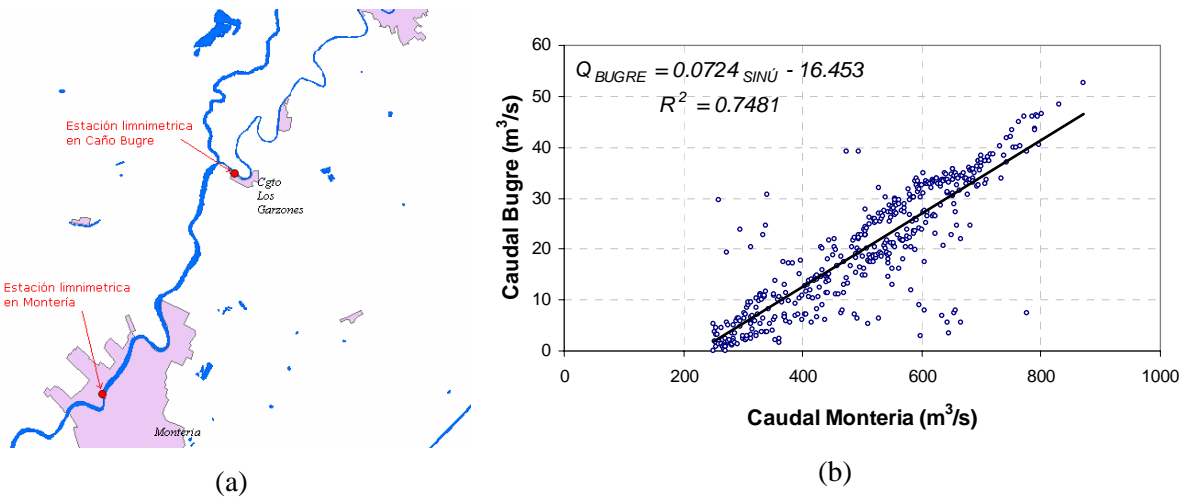 Estación limnimetrica
en Caño Bugre
Cgto
Los
Garzones
Estación limnimetrica
en Montería
Monteria
(a)
Q BUGRE = 0.0724 SINÚ - 16.453
R² = 0.7481
Caudal Bugre (m³/s)
60
50
40
30
20
10
0
0 200 400 600 800 1000
Caudal Monteria (m³/s)
(b)